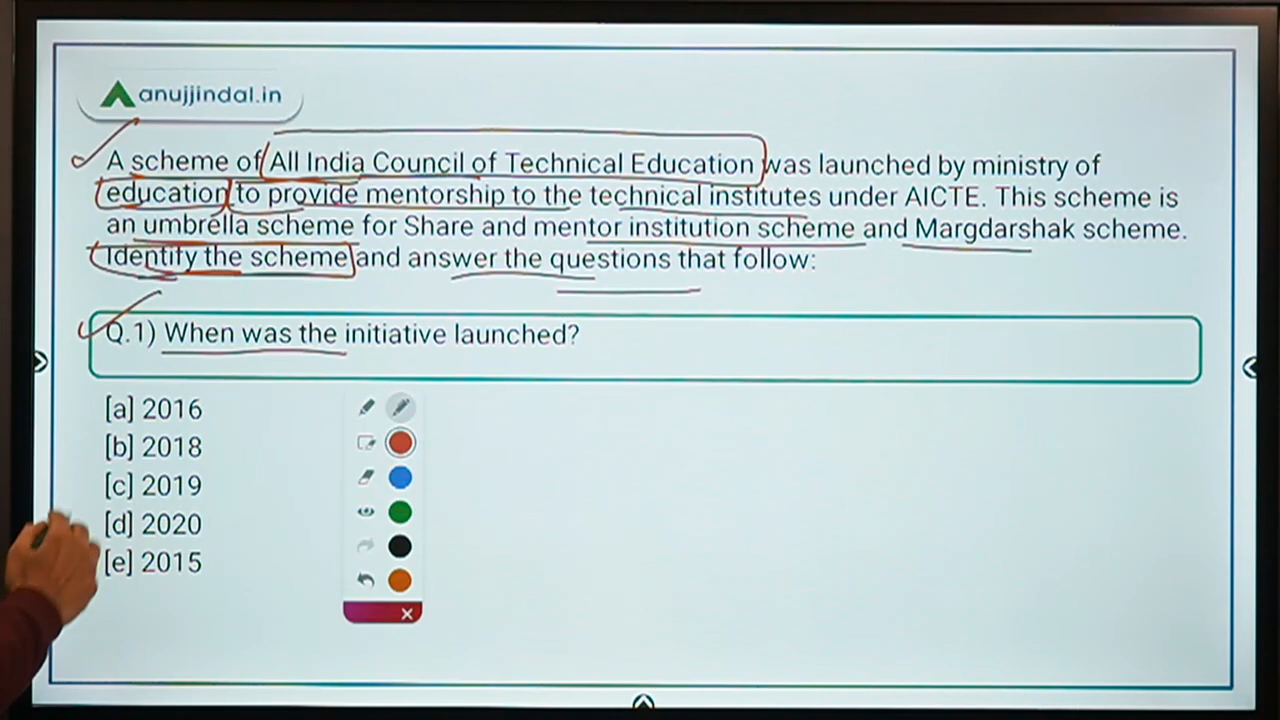 anujjindal.in
A scheme of All India Council of Technical Education was launched by ministry of
education to provide mentorship to the technical institutes under AICTE. This scheme is
an umbrella scheme for Share and mentor institution scheme and Margdarshak scheme.
Identify the scheme and answer the questions that follow:
Q.1) When was the initiative launched?
[a] 2016
[b] 2018
[c] 2019
[d] 2020
[e] 2015